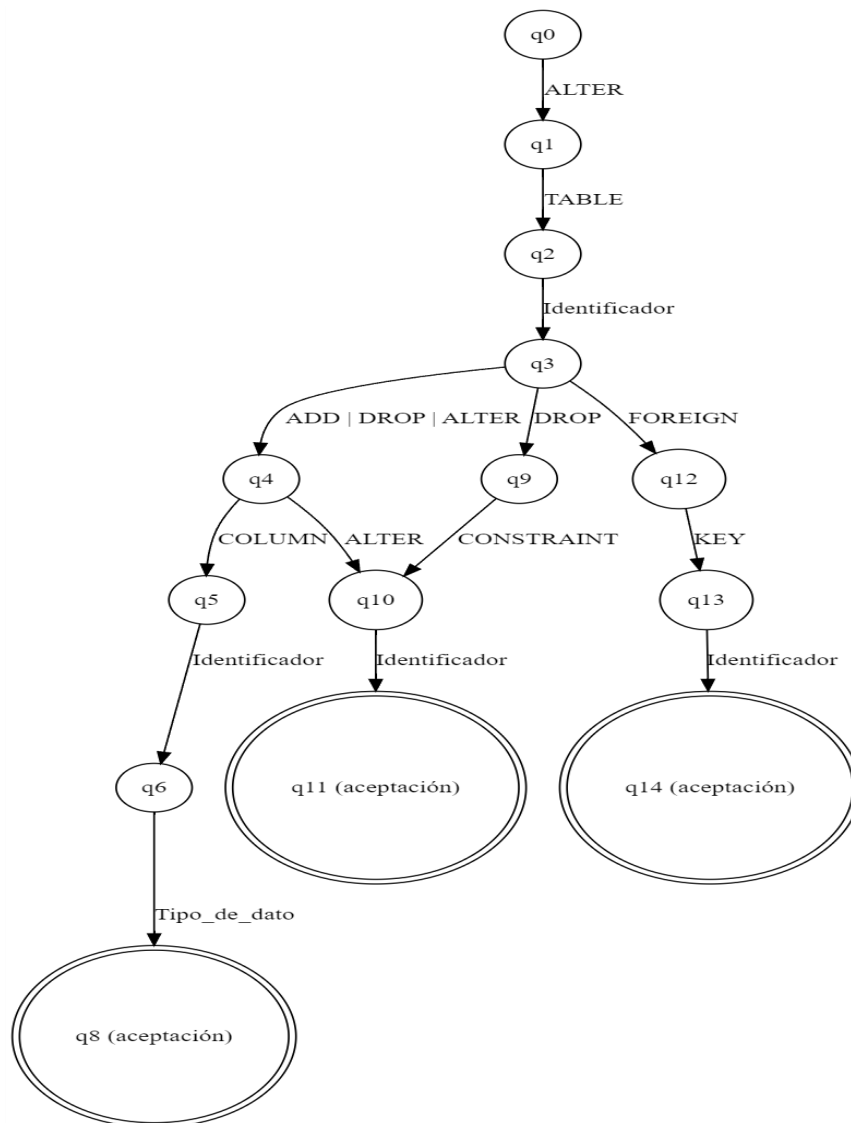 q0
ALTER
q1
TABLE
q2
Identificador
q3
ADD | DROP | ALTER DROP FOREIGN
q4 q9 q12
COLUMN ALTER CONSTRAINT KEY
q5 q10 q13
Identificador Identificador Identificador
q6 q11 (aceptación) q14 (aceptación)
Tipo_de_dato
q8 (aceptación)